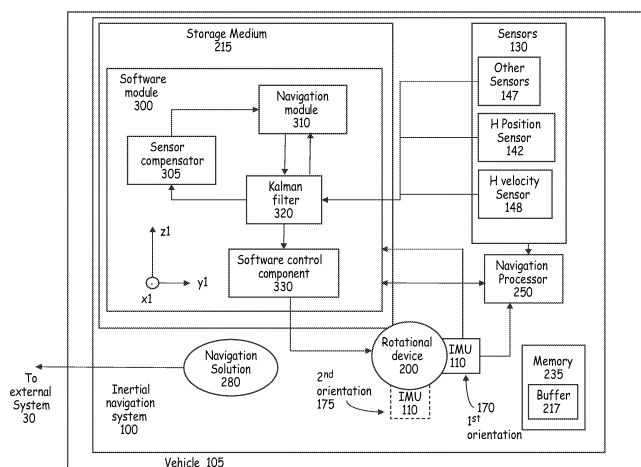 Storage Medium
215
Software
module
300
Navigation
module
310
Sensor
compensator
305
Kalman
filter
320
Software control
component
330
z1
y1
x1
Sensors
130
Other
Sensors
147
H Position
Sensor
142
H velocity
Sensor
148
Navigation
Processor
250
Rotational
device
200
IMU
110
IMU
110
2nd
orientation
175
170
1st
orientation
Memory
235
Buffer
217
Navigation
Solution
280
To
external
System
30
Inertial
navigation
system
100
Vehicle 105